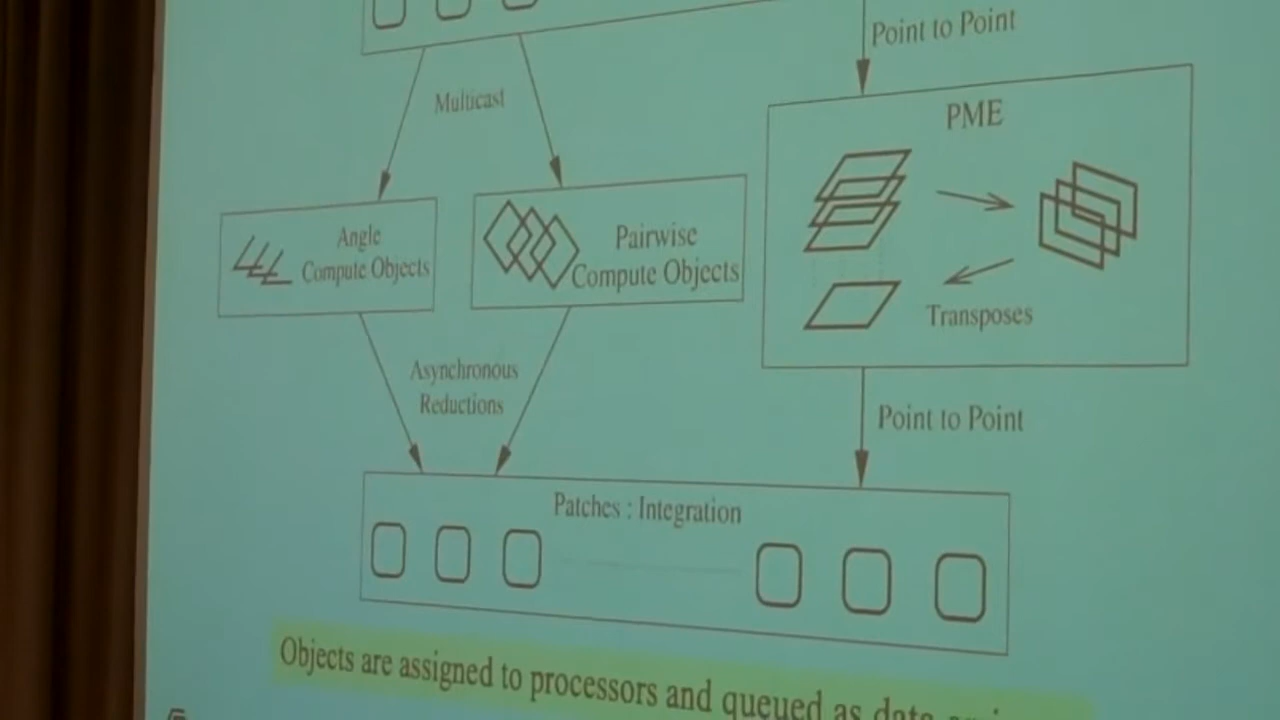 Point to Point
Multicast
PME
Angle
Compute Objects
Pairwise
Compute Objects
Transposes
Asynchronous
Reductions
Point to Point
Patches : Integration
Objects are assigned to processors and queued as data